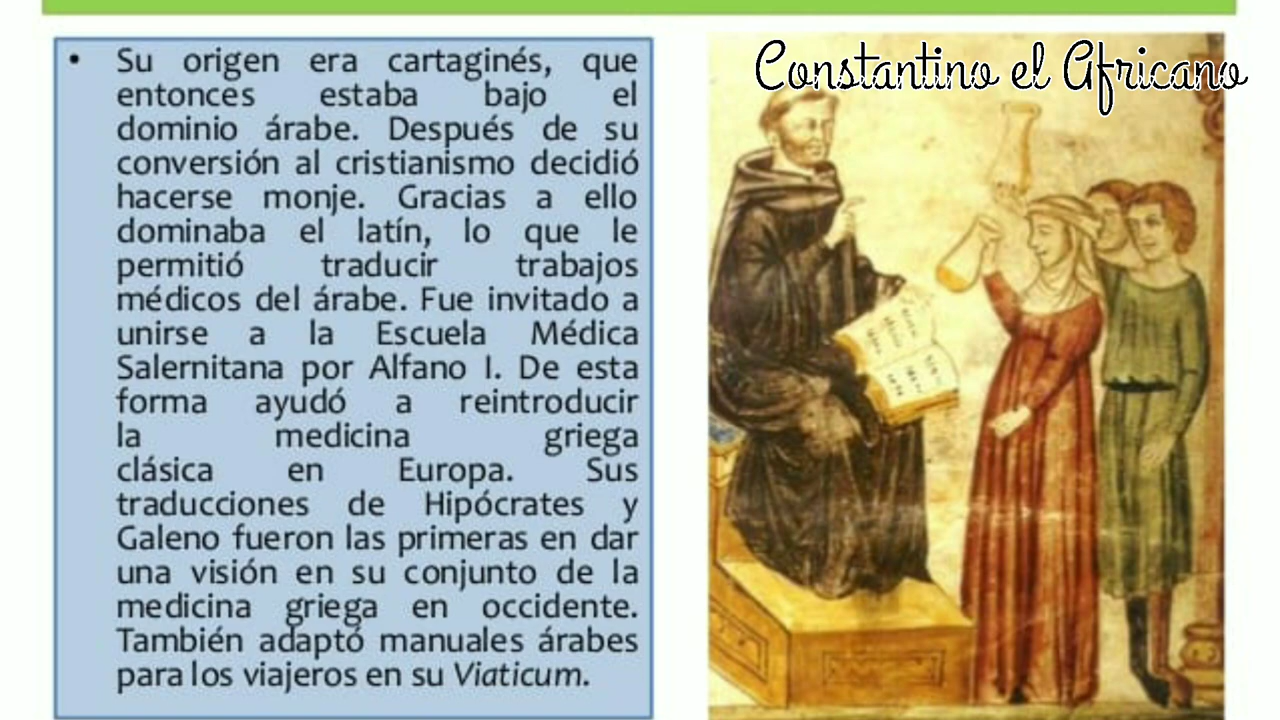 Constantino el Africano
• Su origen era cartaginés, que
entonces estaba bajo el
dominio árabe. Después de su
conversión al cristianismo decidió
hacerse monje. Gracias a ello
dominaba el latín, lo que le
permitió traducir trabajos
médicos del árabe. Fue invitado a
unirse a la Escuela Médica
Salernitana por Alfano I. De esta
forma ayudó a reintroducir
la medicina griega
clásica en Europa. Sus
traducciones de Hipócrates y
Galeno fueron las primeras en dar
una visión en su conjunto de la
medicina griega en occidente.
También adaptó manuales árabes
para los viajeros en su Viaticum.